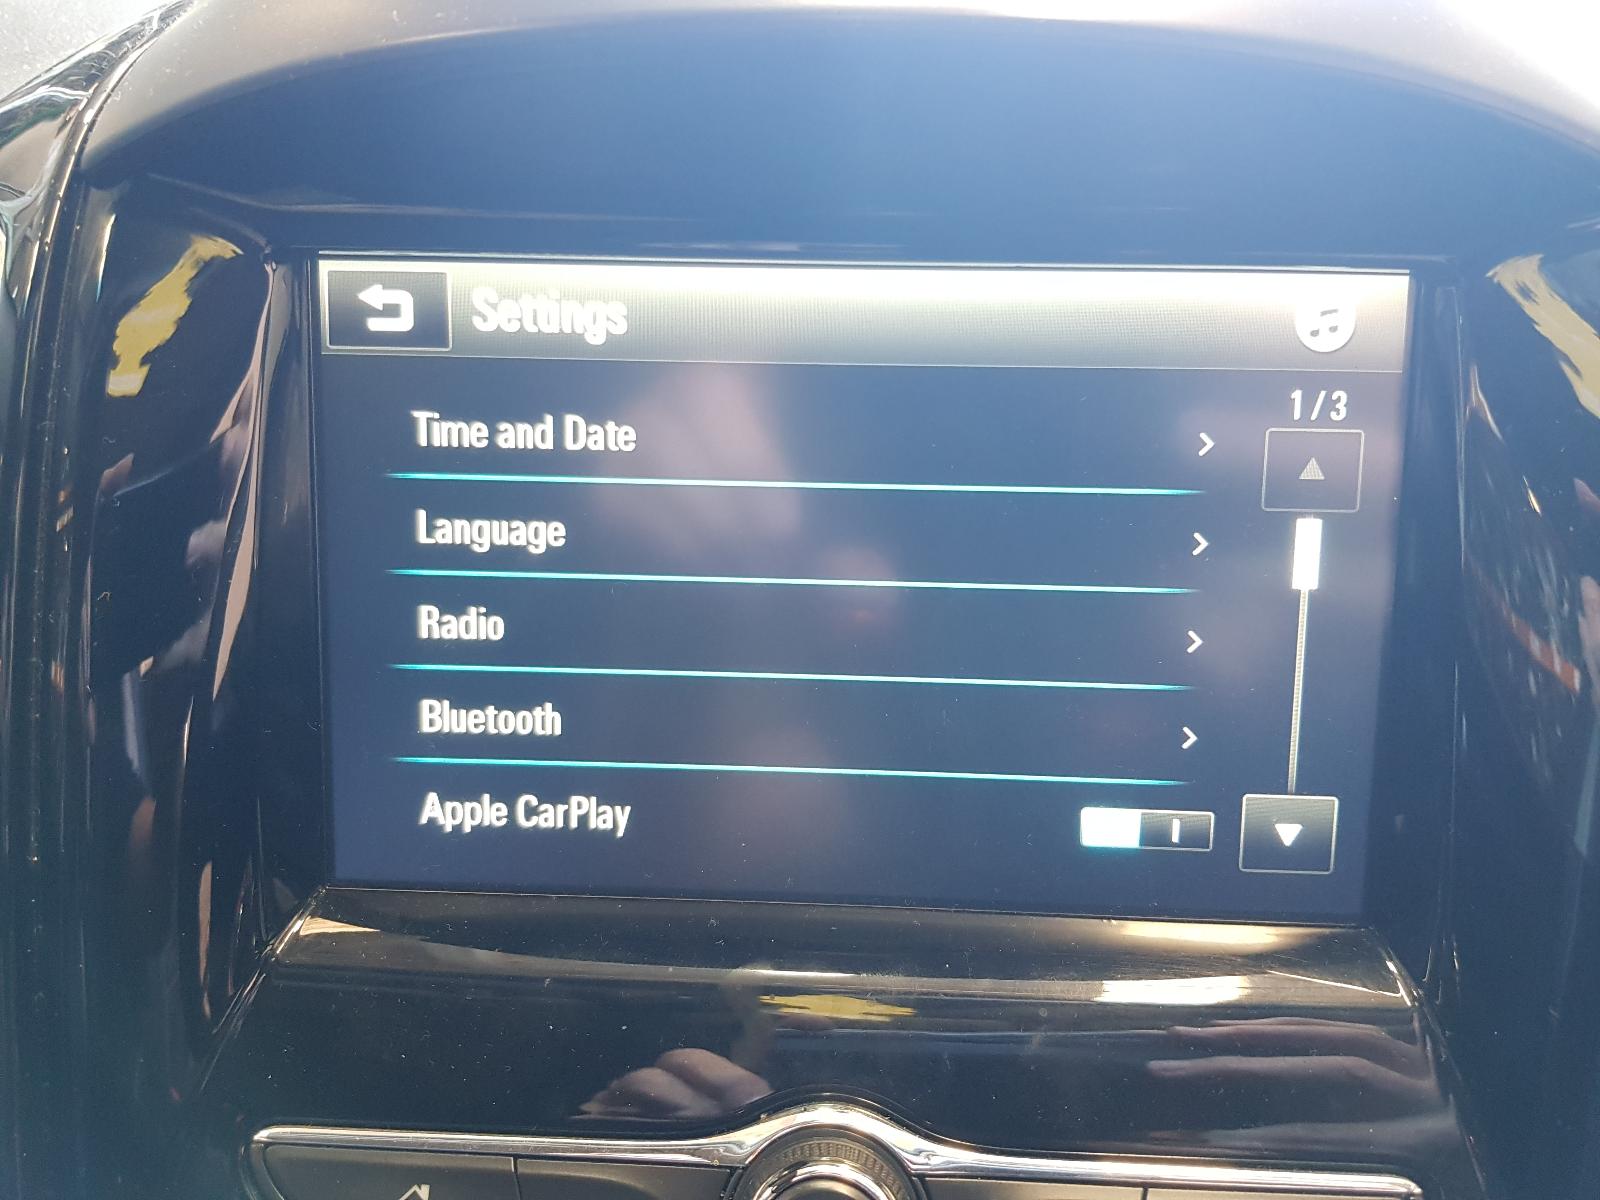 Settings
1/3
Time and Date
Language
Radio
Bluetooth
Apple CarPlay
I